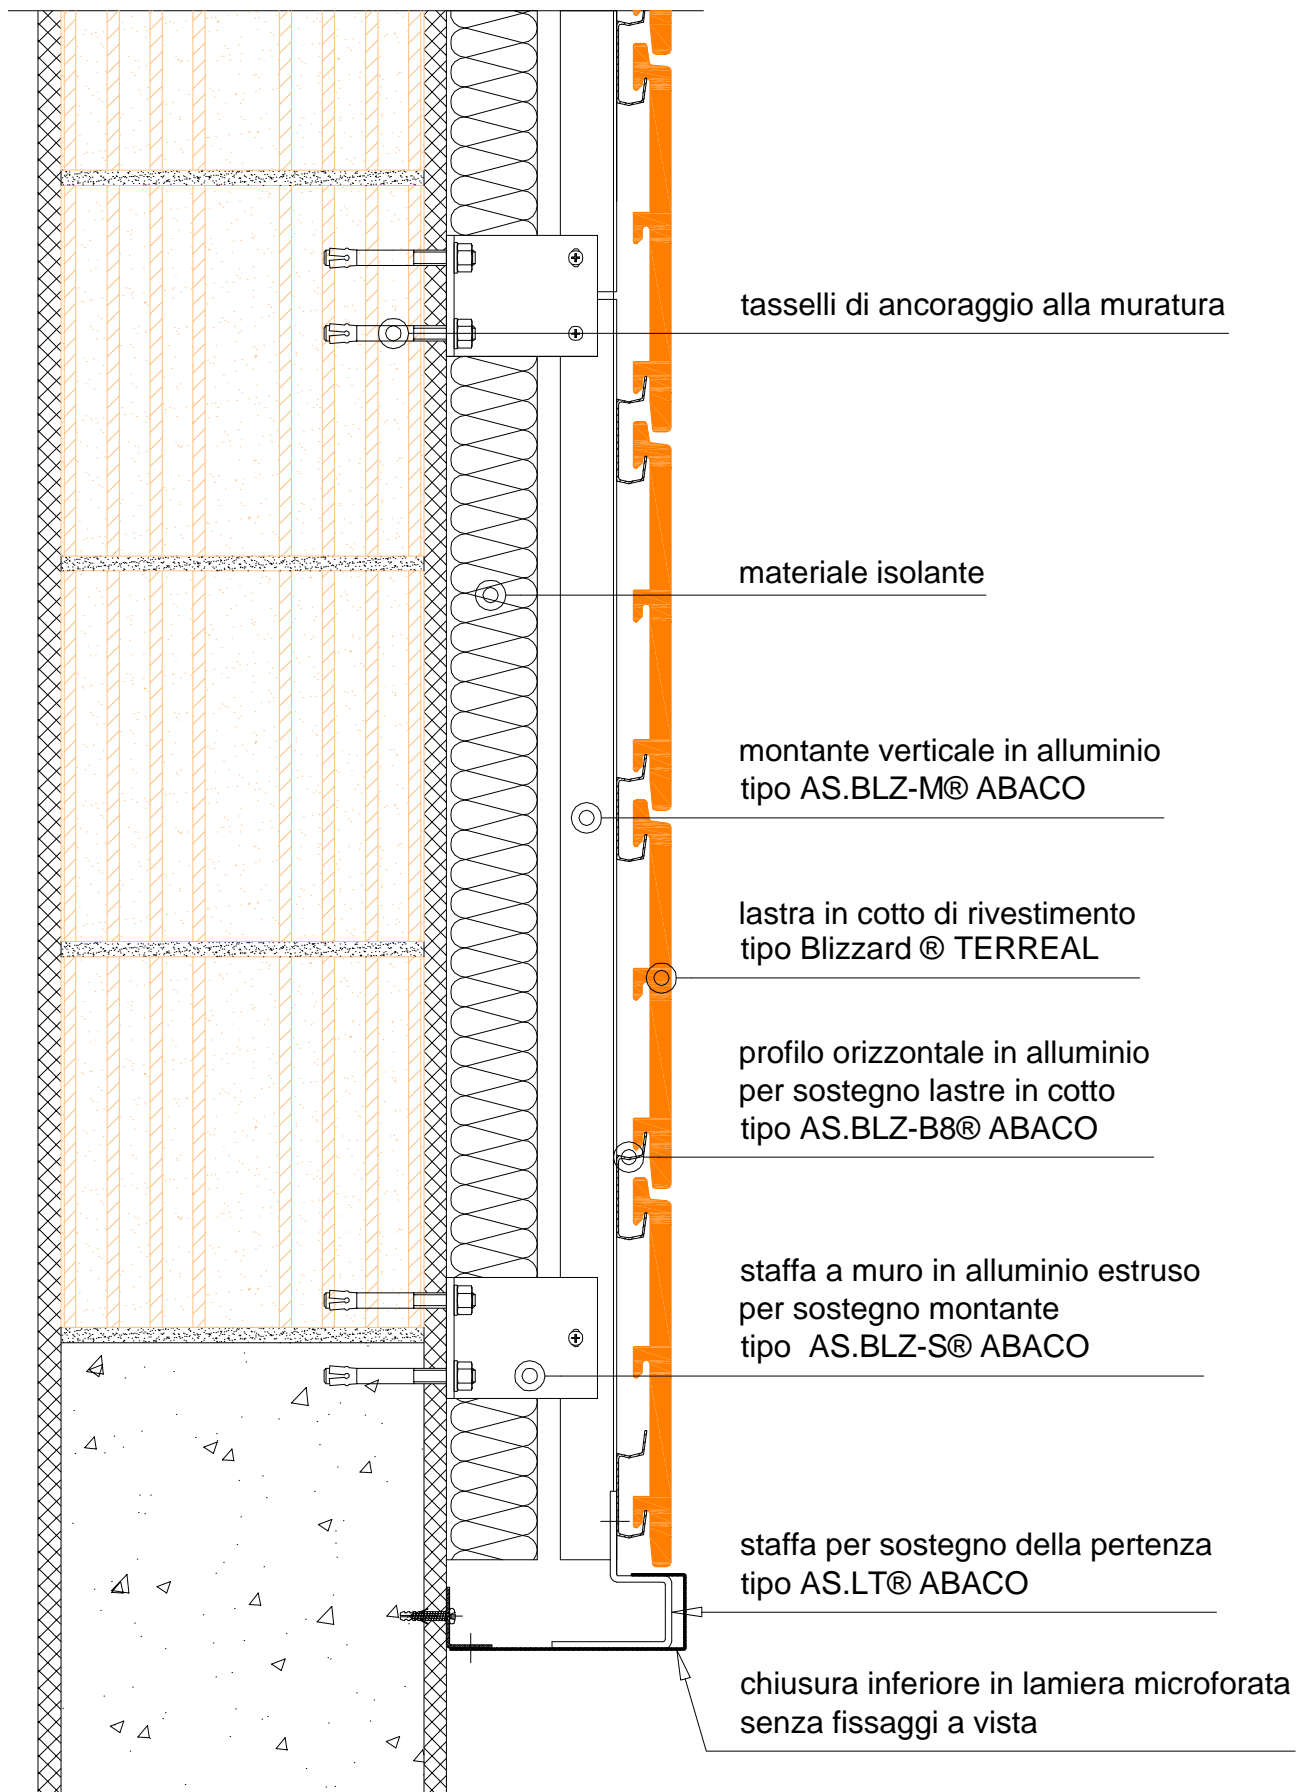 tasselli di ancoraggio alla muratura
materiale isolante
montante verticale in alluminio
tipo AS.BLZ-M® ABACO
lastra in cotto di rivestimento
tipo Blizzard ® TERREAL
profilo orizzontale in alluminio
per sostegno lastre in cotto
tipo AS.BLZ-B8® ABACO
staffa a muro in alluminio estruso
per sostegno montante
tipo  AS.BLZ-S® ABACO
staffa per sostegno della pertenza
tipo AS.LT® ABACO
chiusura inferiore in lamiera microforata
senza fissaggi a vista